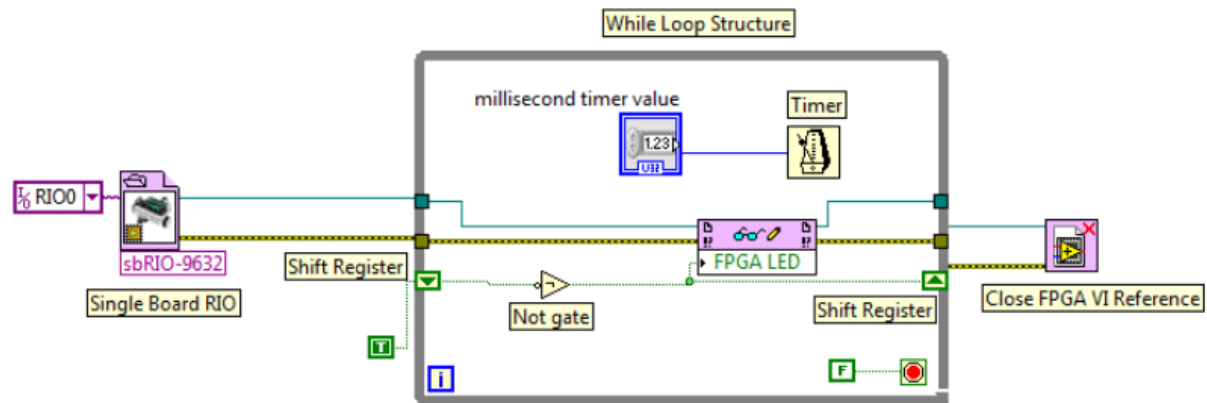 While Loop Structure
millisecond timer value
Timer
1.23
U32
I/O RIO0
sbRIO-9632
Single Board RIO
Shift Register
FPGA LED
Not gate
Shift Register
Close FPGA VI Reference
T
i
F